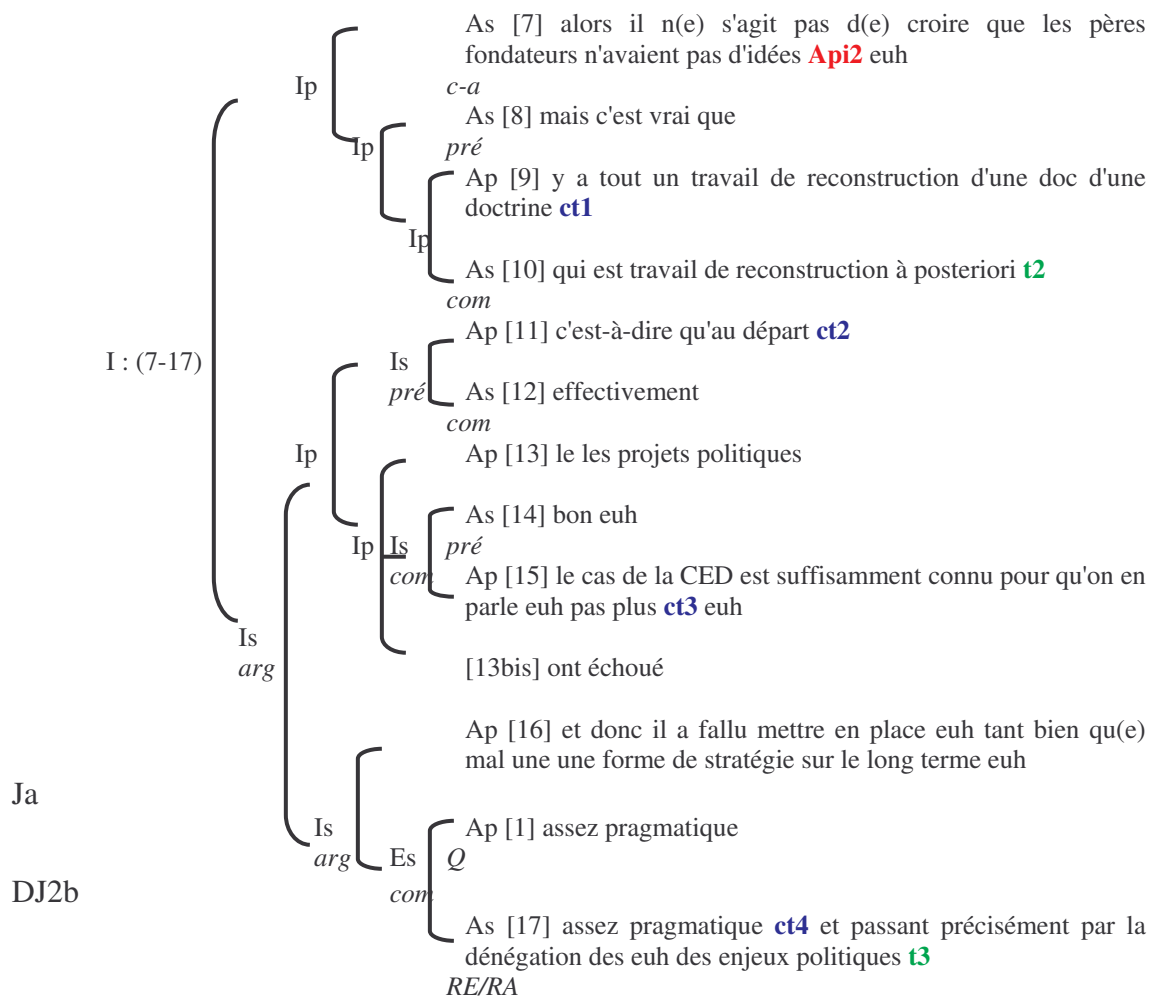 As [7] alors il n(e) s'agit pas d(e) croire que les pères
fondateurs n'avaient pas d'idées Api2 euh
Ip
c-a
As [8] mais c'est vrai que
Ip
pré
Ap [9] y a tout un travail de reconstruction d'une doc d'une
doctrine ct1
Ip
As [10] qui est travail de reconstruction à posteriori t2
com
Ap [11] c'est-à-dire qu'au départ ct2
I : (7-17)
Is
pré
As [12] effectivement
com
Ip
Ap [13] le les projets politiques
As [14] bon euh
Ip
Is
pré
com
Ap [15] le cas de la CED est suffisamment connu pour qu'on en
parle euh pas plus ct3 euh
Is
arg
[13bis] ont échoué
Ap [16] et donc il a fallu mettre en place euh tant bien qu(e)
mal une une forme de stratégie sur le long terme euh
Ja
Is
arg
Ap [1] assez pragmatique
Es
Q
com
DJ2b
As [17] assez pragmatique ct4 et passant précisément par la
dénégation des euh des enjeux politiques t3
RE/RA